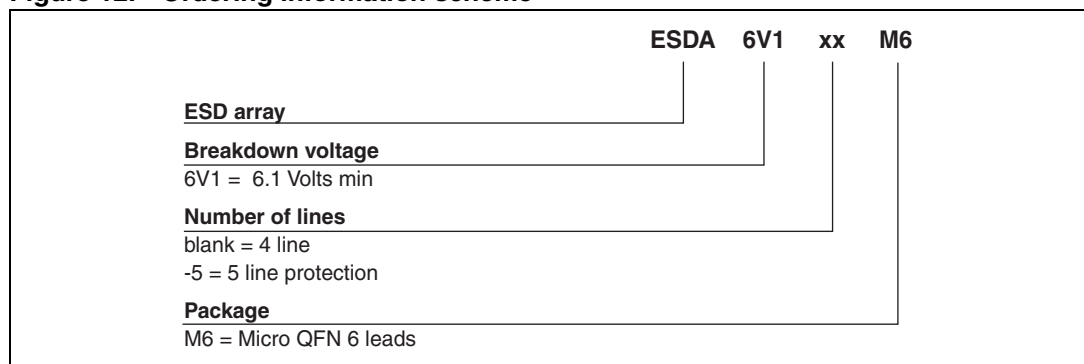 Figure 12. Ordering information scheme
ESDA 6V1 xx M6
ESD array
Breakdown voltage
6V1 = 6.1 Volts min
Number of lines
blank = 4 line
-5 = 5 line protection
Package
M6 = Micro QFN 6 leads